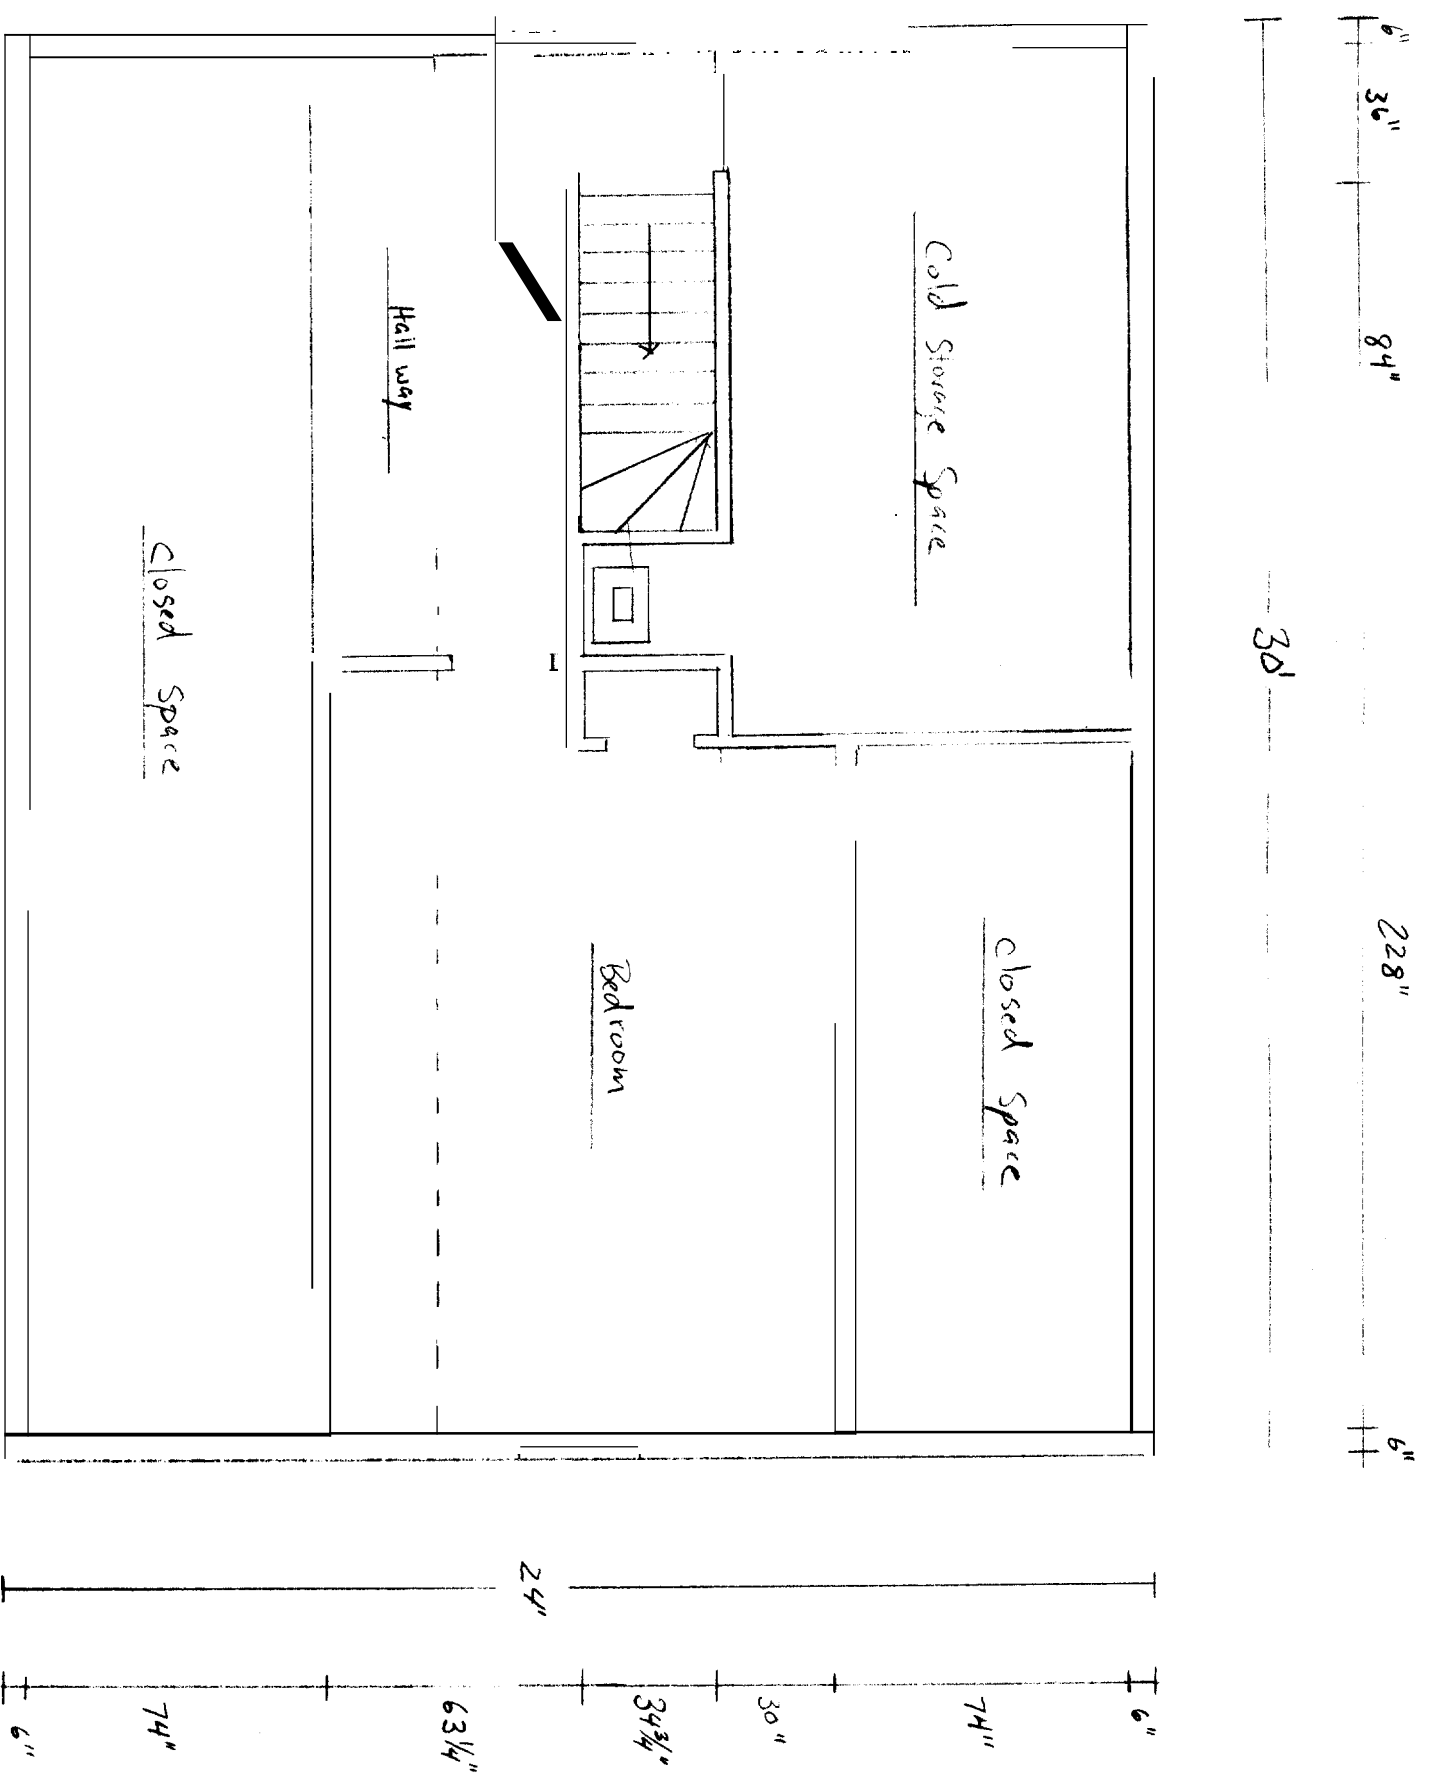 6"
36"
84"
228"
6"
30'
Cold Storage Space
closed Space
Hall way
Bedroom
Closed Space
24"
6"
74"
30"
34¾"
63¼"
74"
6"